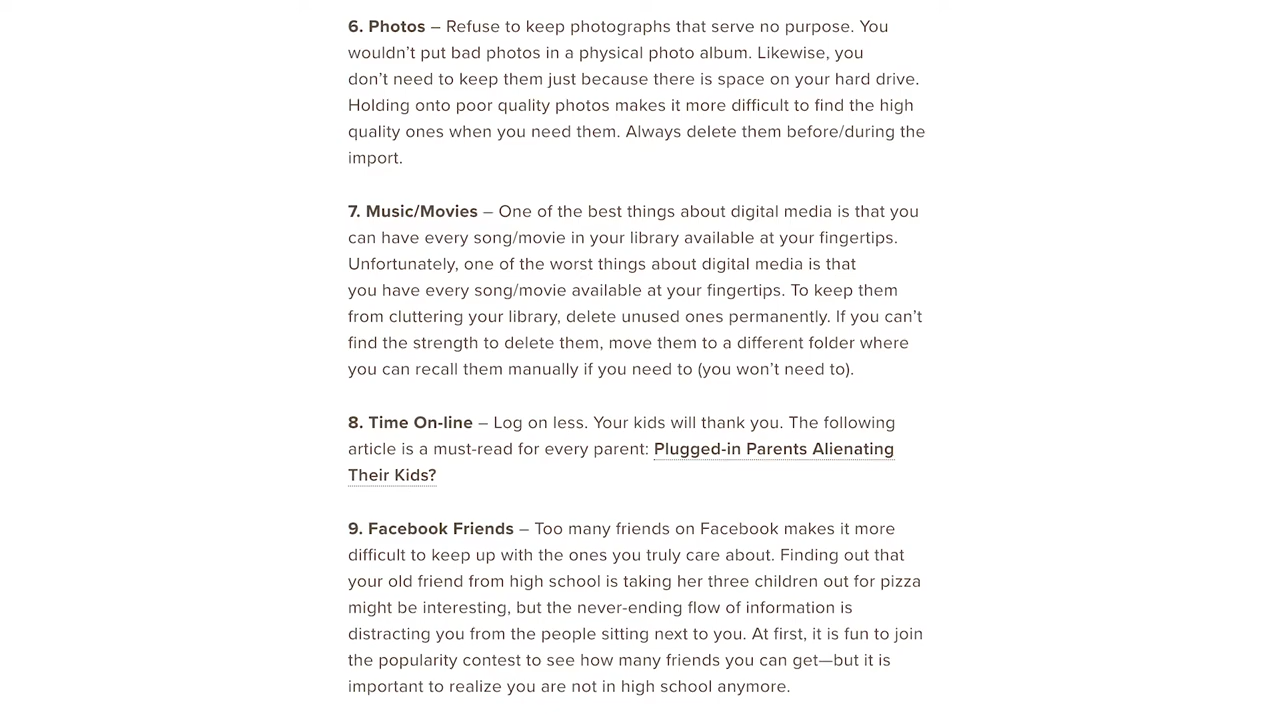 6. Photos – Refuse to keep photographs that serve no purpose. You
wouldn’t put bad photos in a physical photo album. Likewise, you
don’t need to keep them just because there is space on your hard drive.
Holding onto poor quality photos makes it more difficult to find the high
quality ones when you need them. Always delete them before/during the
import.
7. Music/Movies – One of the best things about digital media is that you
can have every song/movie in your library available at your fingertips.
Unfortunately, one of the worst things about digital media is that
you have every song/movie available at your fingertips. To keep them
from cluttering your library, delete unused ones permanently. If you can’t
find the strength to delete them, move them to a different folder where
you can recall them manually if you need to (you won’t need to).
8. Time On-line – Log on less. Your kids will thank you. The following
article is a must-read for every parent: Plugged-in Parents Alienating
Their Kids?
9. Facebook Friends – Too many friends on Facebook makes it more
difficult to keep up with the ones you truly care about. Finding out that
your old friend from high school is taking her three children out for pizza
might be interesting, but the never-ending flow of information is
distracting you from the people sitting next to you. At first, it is fun to join
the popularity contest to see how many friends you can get—but it is
important to realize you are not in high school anymore.